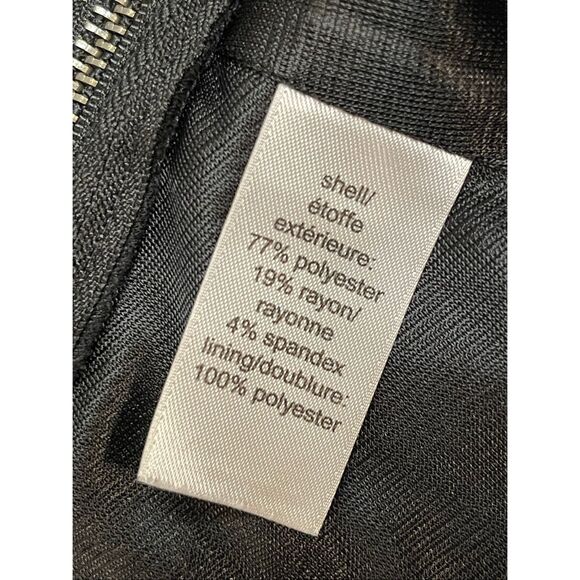 shell/
étoffe
extérieure:
77% polyester
19% rayon/
rayonne
4% spandex
lining/doublure:
100% polyester